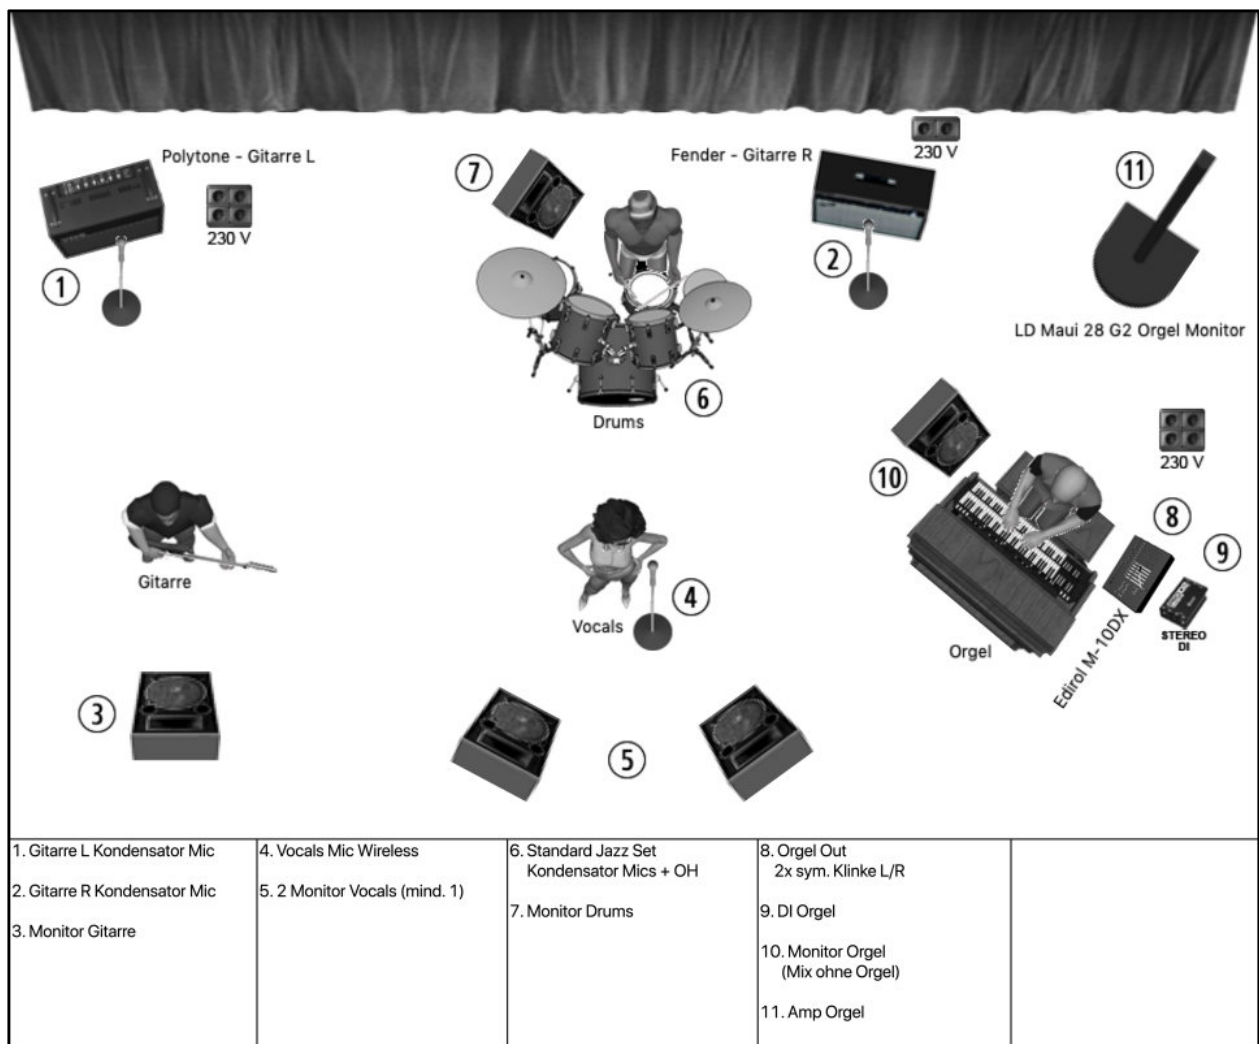 Polytone - Gitarre L
230 V
1
7
Fender - Gitarre R
230 V
2
11
LD Maui 28 G2 Orgel Monitor
6
Drums
10
230 V
8
9
STEREO
DI
Edirol M-10DX
Orgel
Gitarre
Vocals
4
3
5
1. Gitarre L Kondensator Mic
2. Gitarre R Kondensator Mic
3. Monitor Gitarre
4. Vocals Mic Wireless
5. 2 Monitor Vocals (mind. 1)
6. Standard Jazz Set
Kondensator Mics + OH
7. Monitor Drums
8. Orgel Out
2x sym. Klinke L/R
9. DI Orgel
10. Monitor Orgel
(Mix ohne Orgel)
11. Amp Orgel